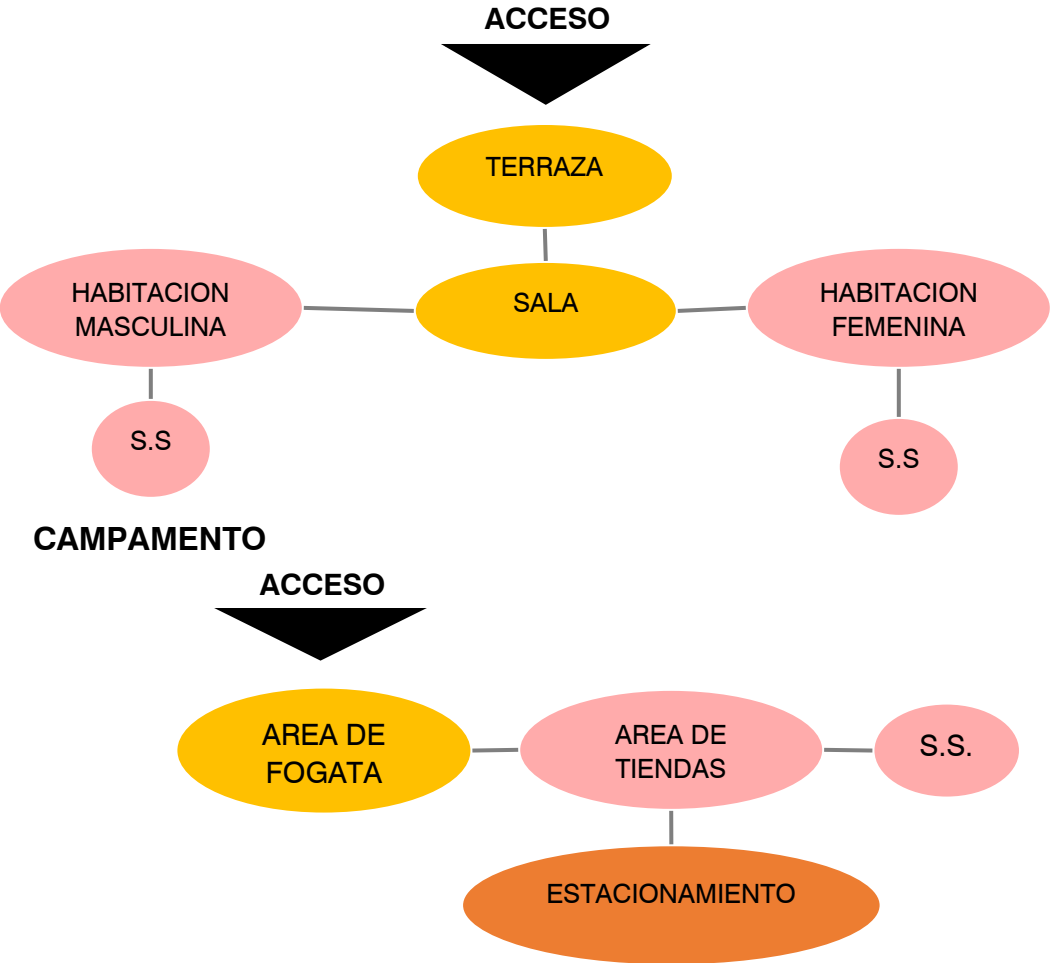 ACCESO
TERRAZA
HABITACION
MASCULINA
SALA
HABITACION
FEMENINA
S.S
S.S
CAMPAMENTO
ACCESO
AREA DE
FOGATA
AREA DE
TIENDAS
S.S.
ESTACIONAMIENTO